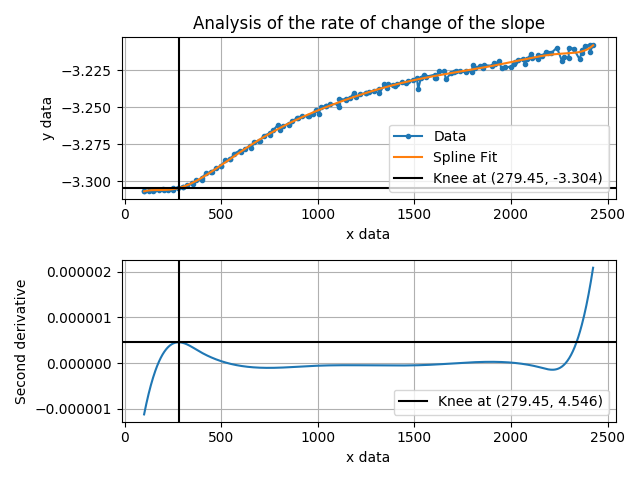 Analysis of the rate of change of the slope
y data
−3.225
−3.250
−3.275
−3.300
Data
Spline Fit
Knee at (279.45, -3.304)
0 500 1000 1500 2000 2500
x data
Second derivative
0.000002
0.000001
0.000000
−0.000001
Knee at (279.45, 4.546)
0 500 1000 1500 2000 2500
x data